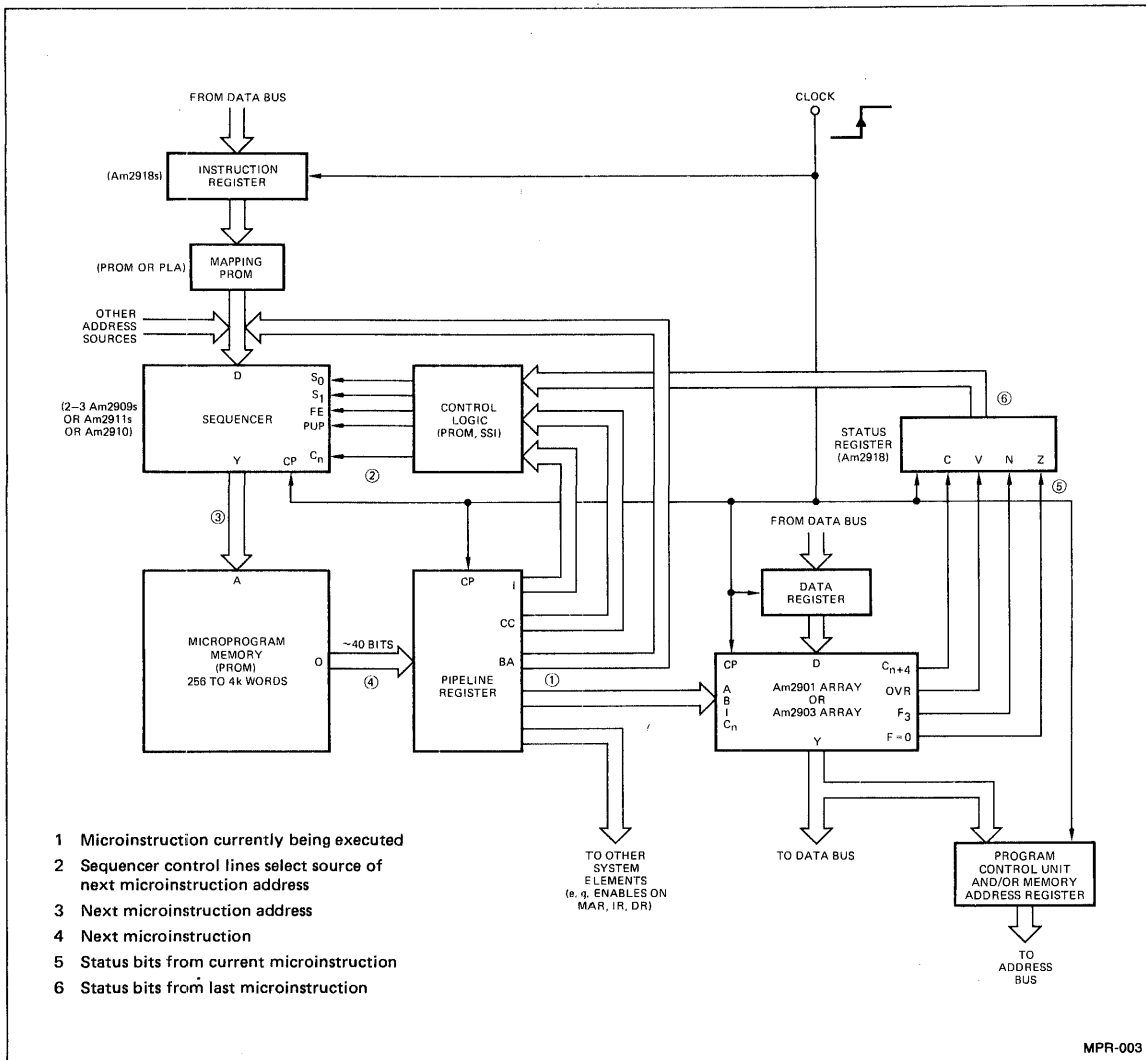 FROM DATA BUS
CLOCK
(Am2918s)
INSTRUCTION
REGISTER
(PROM OR PLA)
MAPPING
PROM
OTHER
ADDRESS
SOURCES
D
SEQUENCER
(2–3 Am2909s
OR Am2911s
OR Am2910)
S0
S1
FE
PUP
Cn
Y
CP
CONTROL
LOGIC
(PROM, SSI)
②
⑥
STATUS
REGISTER
(Am2918)
C V N Z
⑤
③
FROM DATA BUS
DATA
REGISTER
A
MICROPROGRAM
MEMORY
(PROM)
256 TO 4k WORDS
O
~40 BITS
④
CP
I
CC
BA
PIPELINE
REGISTER
①
CP
D
A
B
I
Cn
Am2901 ARRAY
OR
Am2903 ARRAY
Cn+4
OVR
F3
F = 0
Y
TO OTHER
SYSTEM
ELEMENTS
(e. g. ENABLES ON
MAR, IR, DR)
TO DATA BUS
PROGRAM
CONTROL UNIT
AND/OR MEMORY
ADDRESS REGISTER
TO
ADDRESS
BUS
1 Microinstruction currently being executed
2 Sequencer control lines select source of
next microinstruction address
3 Next microinstruction address
4 Next microinstruction
5 Status bits from current microinstruction
6 Status bits from last microinstruction
MPR-003